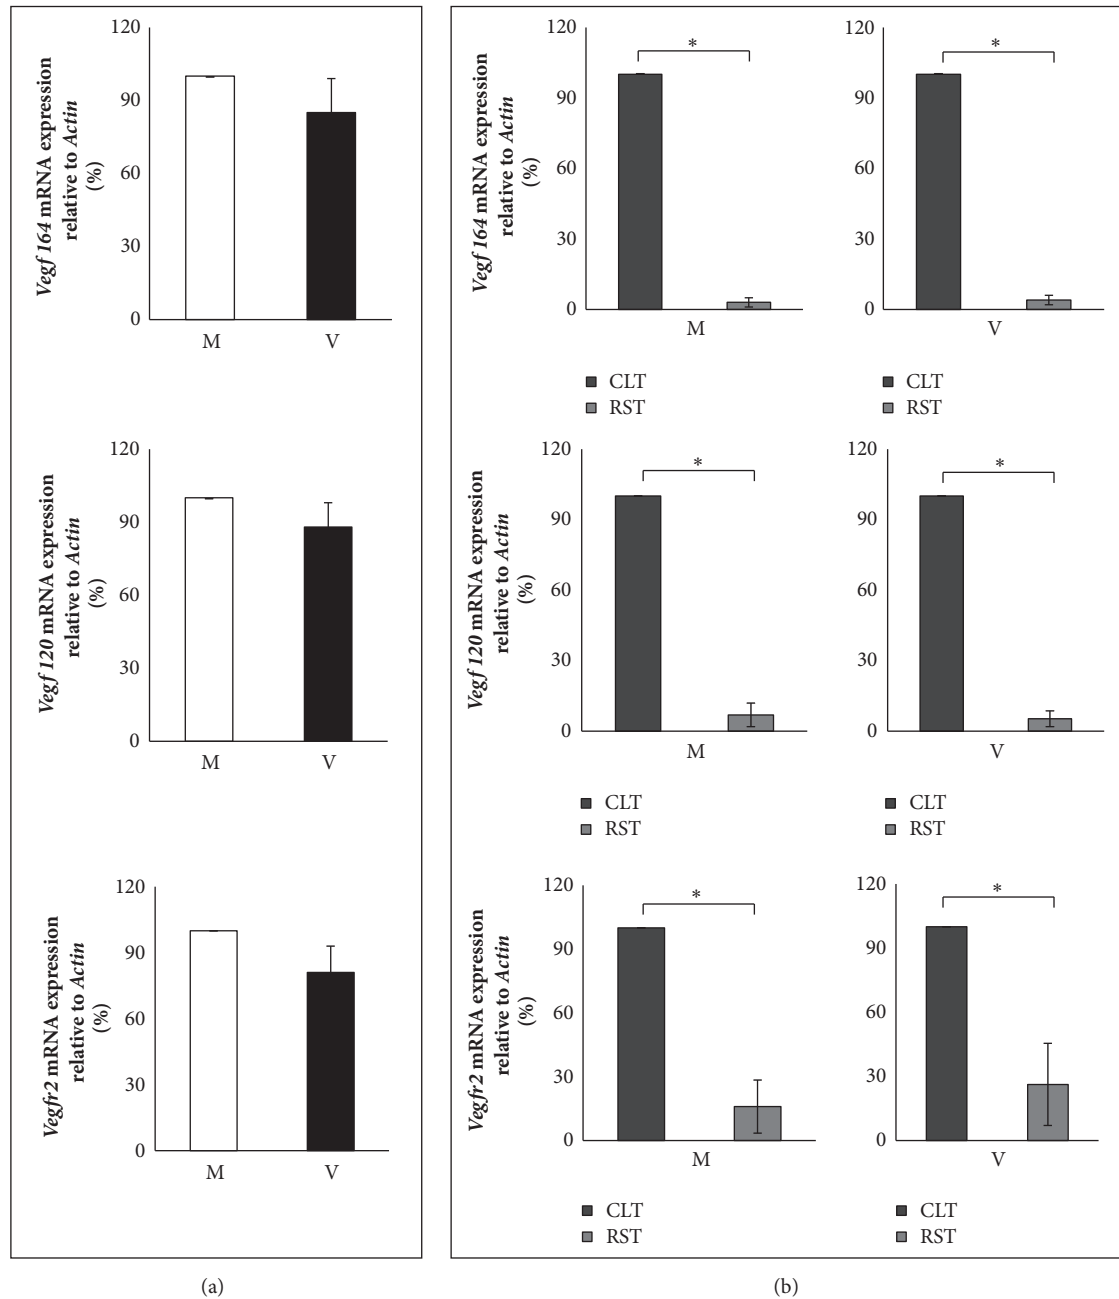 120
90
60
30
0
Vegf 164 mRNA expression
relative to Actin
(%)
M V
120
90
60
30
0
Vegf 120 mRNA expression
relative to Actin
(%)
M V
120
90
60
30
0
Vegfr2 mRNA expression
relative to Actin
(%)
M V
(a)
120
90
60
30
0
Vegf 164 mRNA expression
relative to Actin
(%)
*
M
CLT
RST
120
90
60
30
0
*
V
CLT
RST
120
90
60
30
0
Vegf 120 mRNA expression
relative to Actin
(%)
*
M
CLT
RST
120
90
60
30
0
*
V
CLT
RST
120
90
60
30
0
Vegfr2 mRNA expression
relative to Actin
(%)
*
M
CLT
RST
120
90
60
30
0
*
V
CLT
RST
(b)